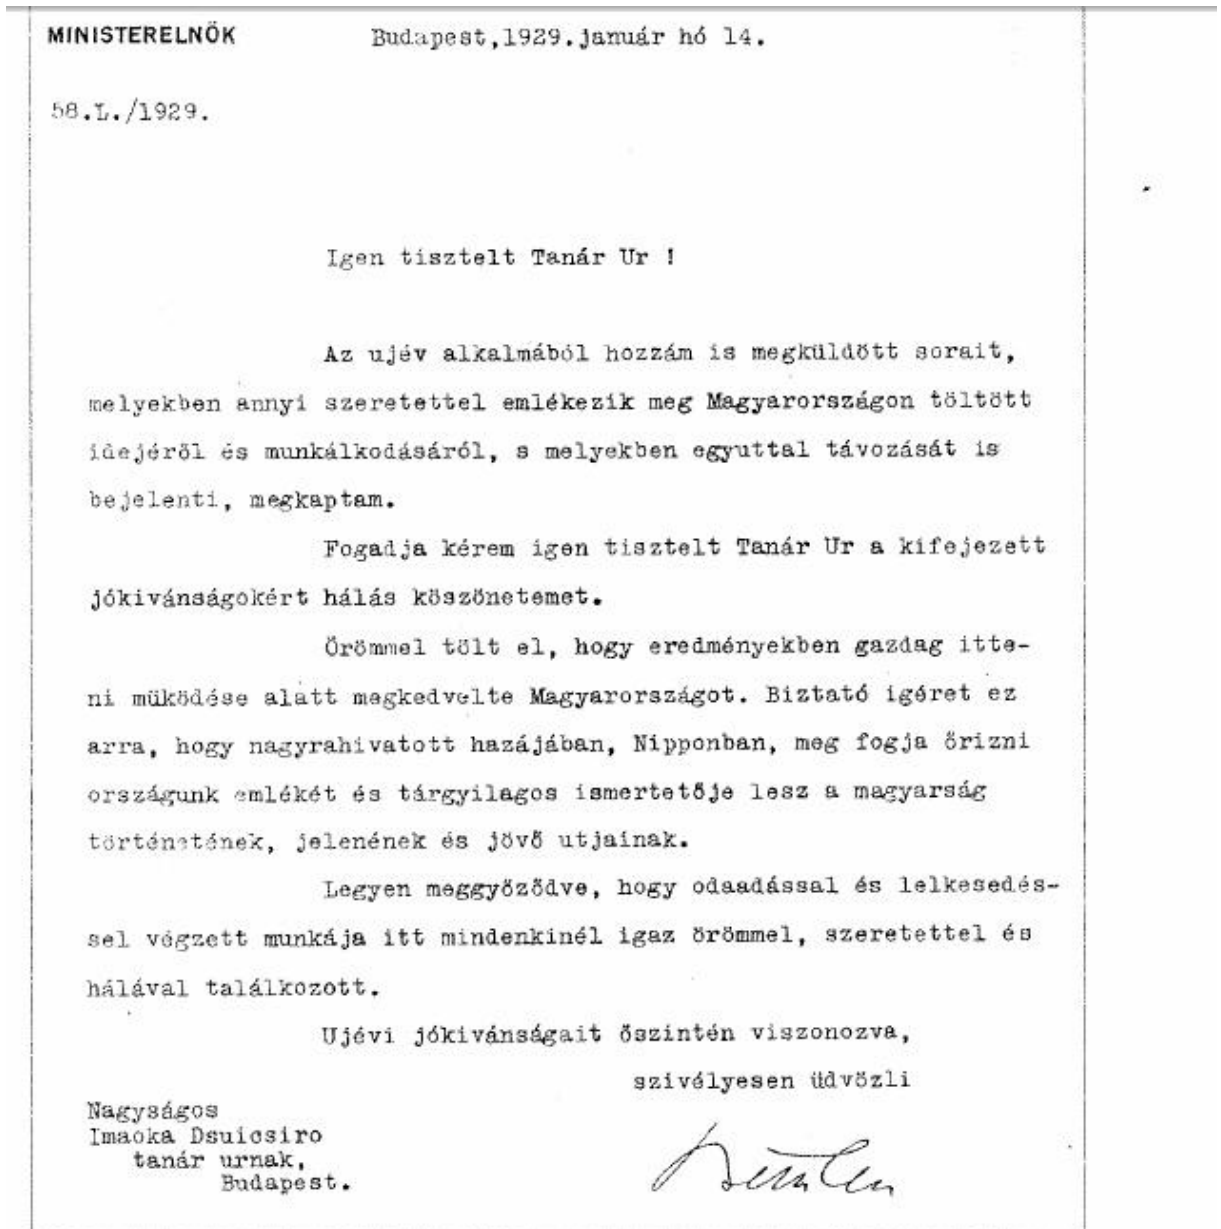 MINISTERELNÖK Budapest,1929.január hó 14.
58.L./1929.
Igen tisztelt Tanár Ur !
Az ujév alkalmából hozzám is megküldött sorait,
melyekben annyi szeretettel emlékezik meg Magyarországon töltött
idejéről és munkálkodásáról, s melyekben egyuttal távozását is
bejelenti, megkaptam.
Fogadja kérem igen tisztelt Tanár Ur a kifejezett
jókivánságokért hálás köszönetemet.
Örömmel tölt el, hogy eredményekben gazdag itte-
ni müködése alatt megkedvelte Magyarországot. Biztató igéret ez
arra, hogy nagyrahivatott hazájában, Nipponban, meg fogja őrizni
országunk emlékét és tárgyilagos ismertetője lesz a magyarság
történetének, jelenének és jövő utjainak.
Legyen meggyőződve, hogy odaadással és lelkesedés-
sel végzett munkája itt mindenkinél igaz örömmel, szeretettel és
hálával találkozott.
Ujévi jókivánságait őszintén viszonozva,
szivélyesen üdvözli
Nagyságos
Imaoka Dsuicsiro
tanár urnak,
Budapest.
Bethlen